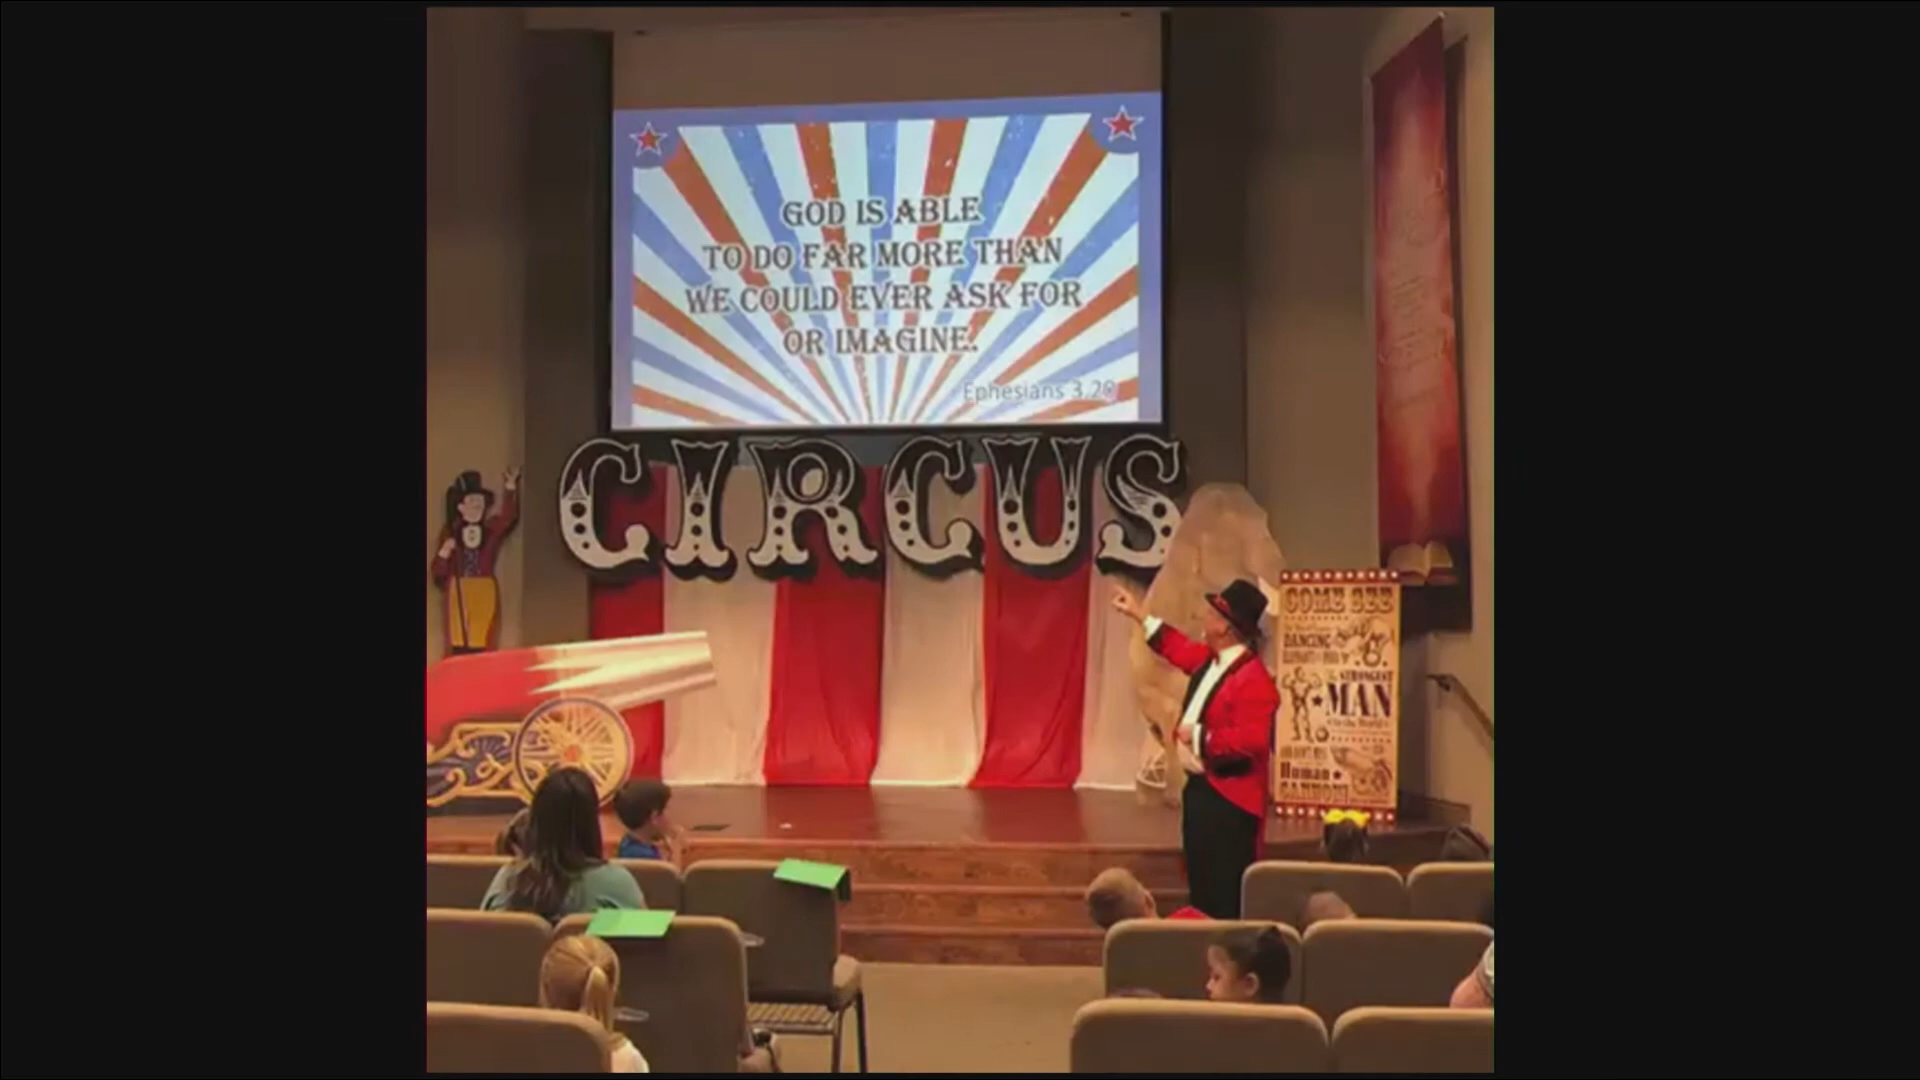 GOD IS ABLE
TO DO FAR MORE THAN
WE COULD EVER ASK FOR
OR IMAGINE.
Ephesians 3.20
CIRCUS
COME SEE
DANCING
STRONGEST
MAN
Human
CANNON